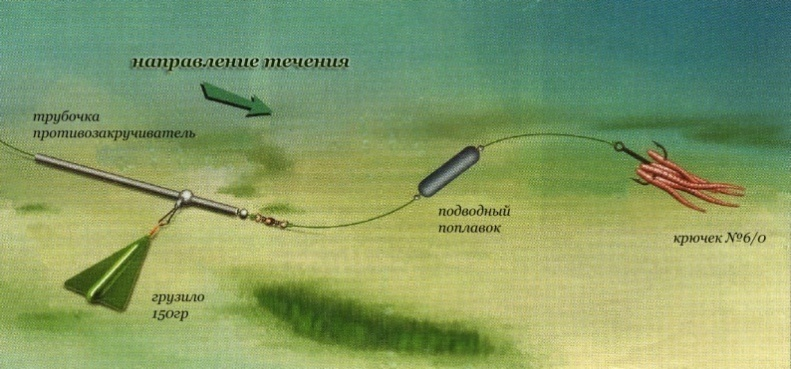 направление течения
трубочка
противозакручиватель
подводный
поплавок
крючек №6/0
грузило
150гр